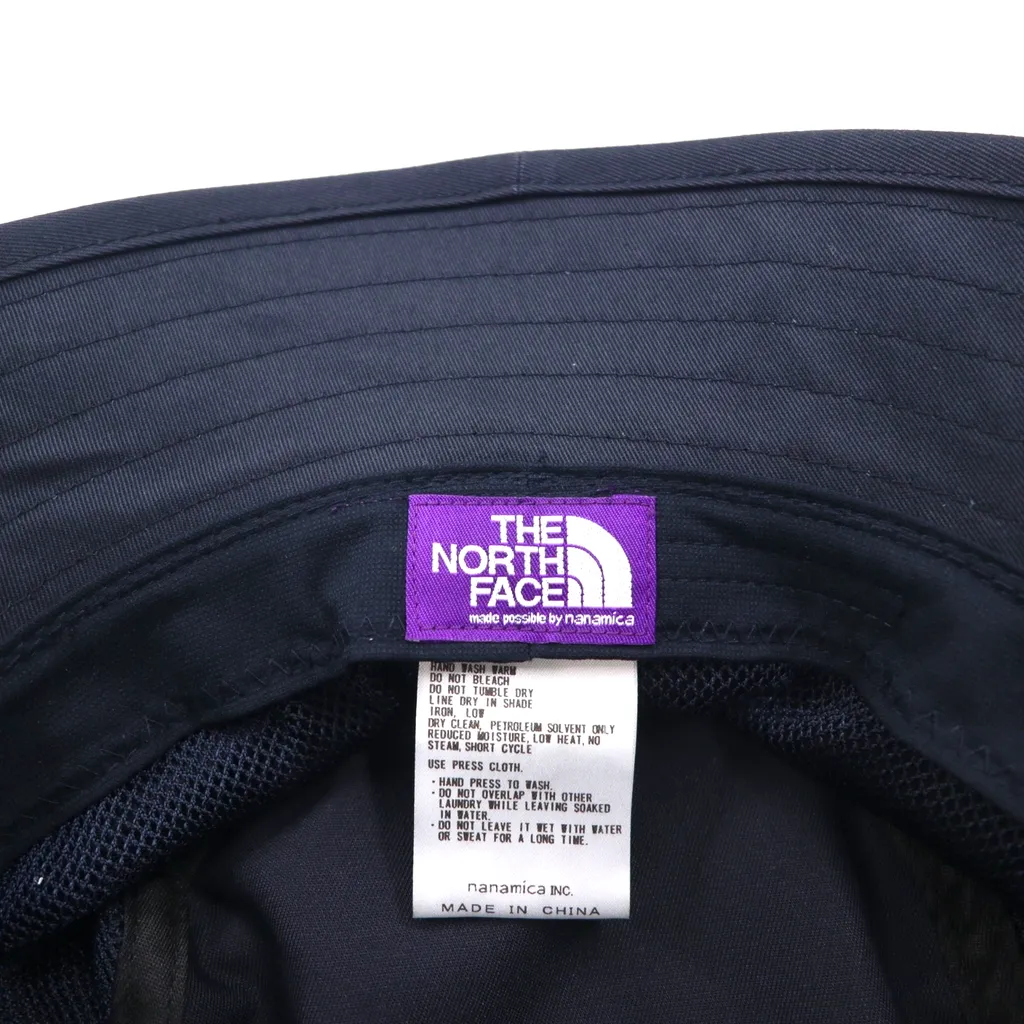 THE
NORTH
FACE
made possible by nanamica
HAND WASH WARM
DO NOT BLEACH
DO NOT TUMBLE DRY
LINE DRY IN SHADE
IRON, LOW
DRY CLEAN, PETROLEUM SOLVENT ONLY
REDUCED MOISTURE, LOW HEAT, NO
STEAM, SHORT CYCLE
USE PRESS CLOTH.
・HAND PRESS TO WASH.
・DO NOT OVERLAP WITH OTHER
LAUNDRY WHILE LEAVING SOAKED
IN WATER.
・DO NOT LEAVE IT WET WITH WATER
OR SWEAT FOR A LONG TIME.
nanamica INC.
MADE IN CHINA